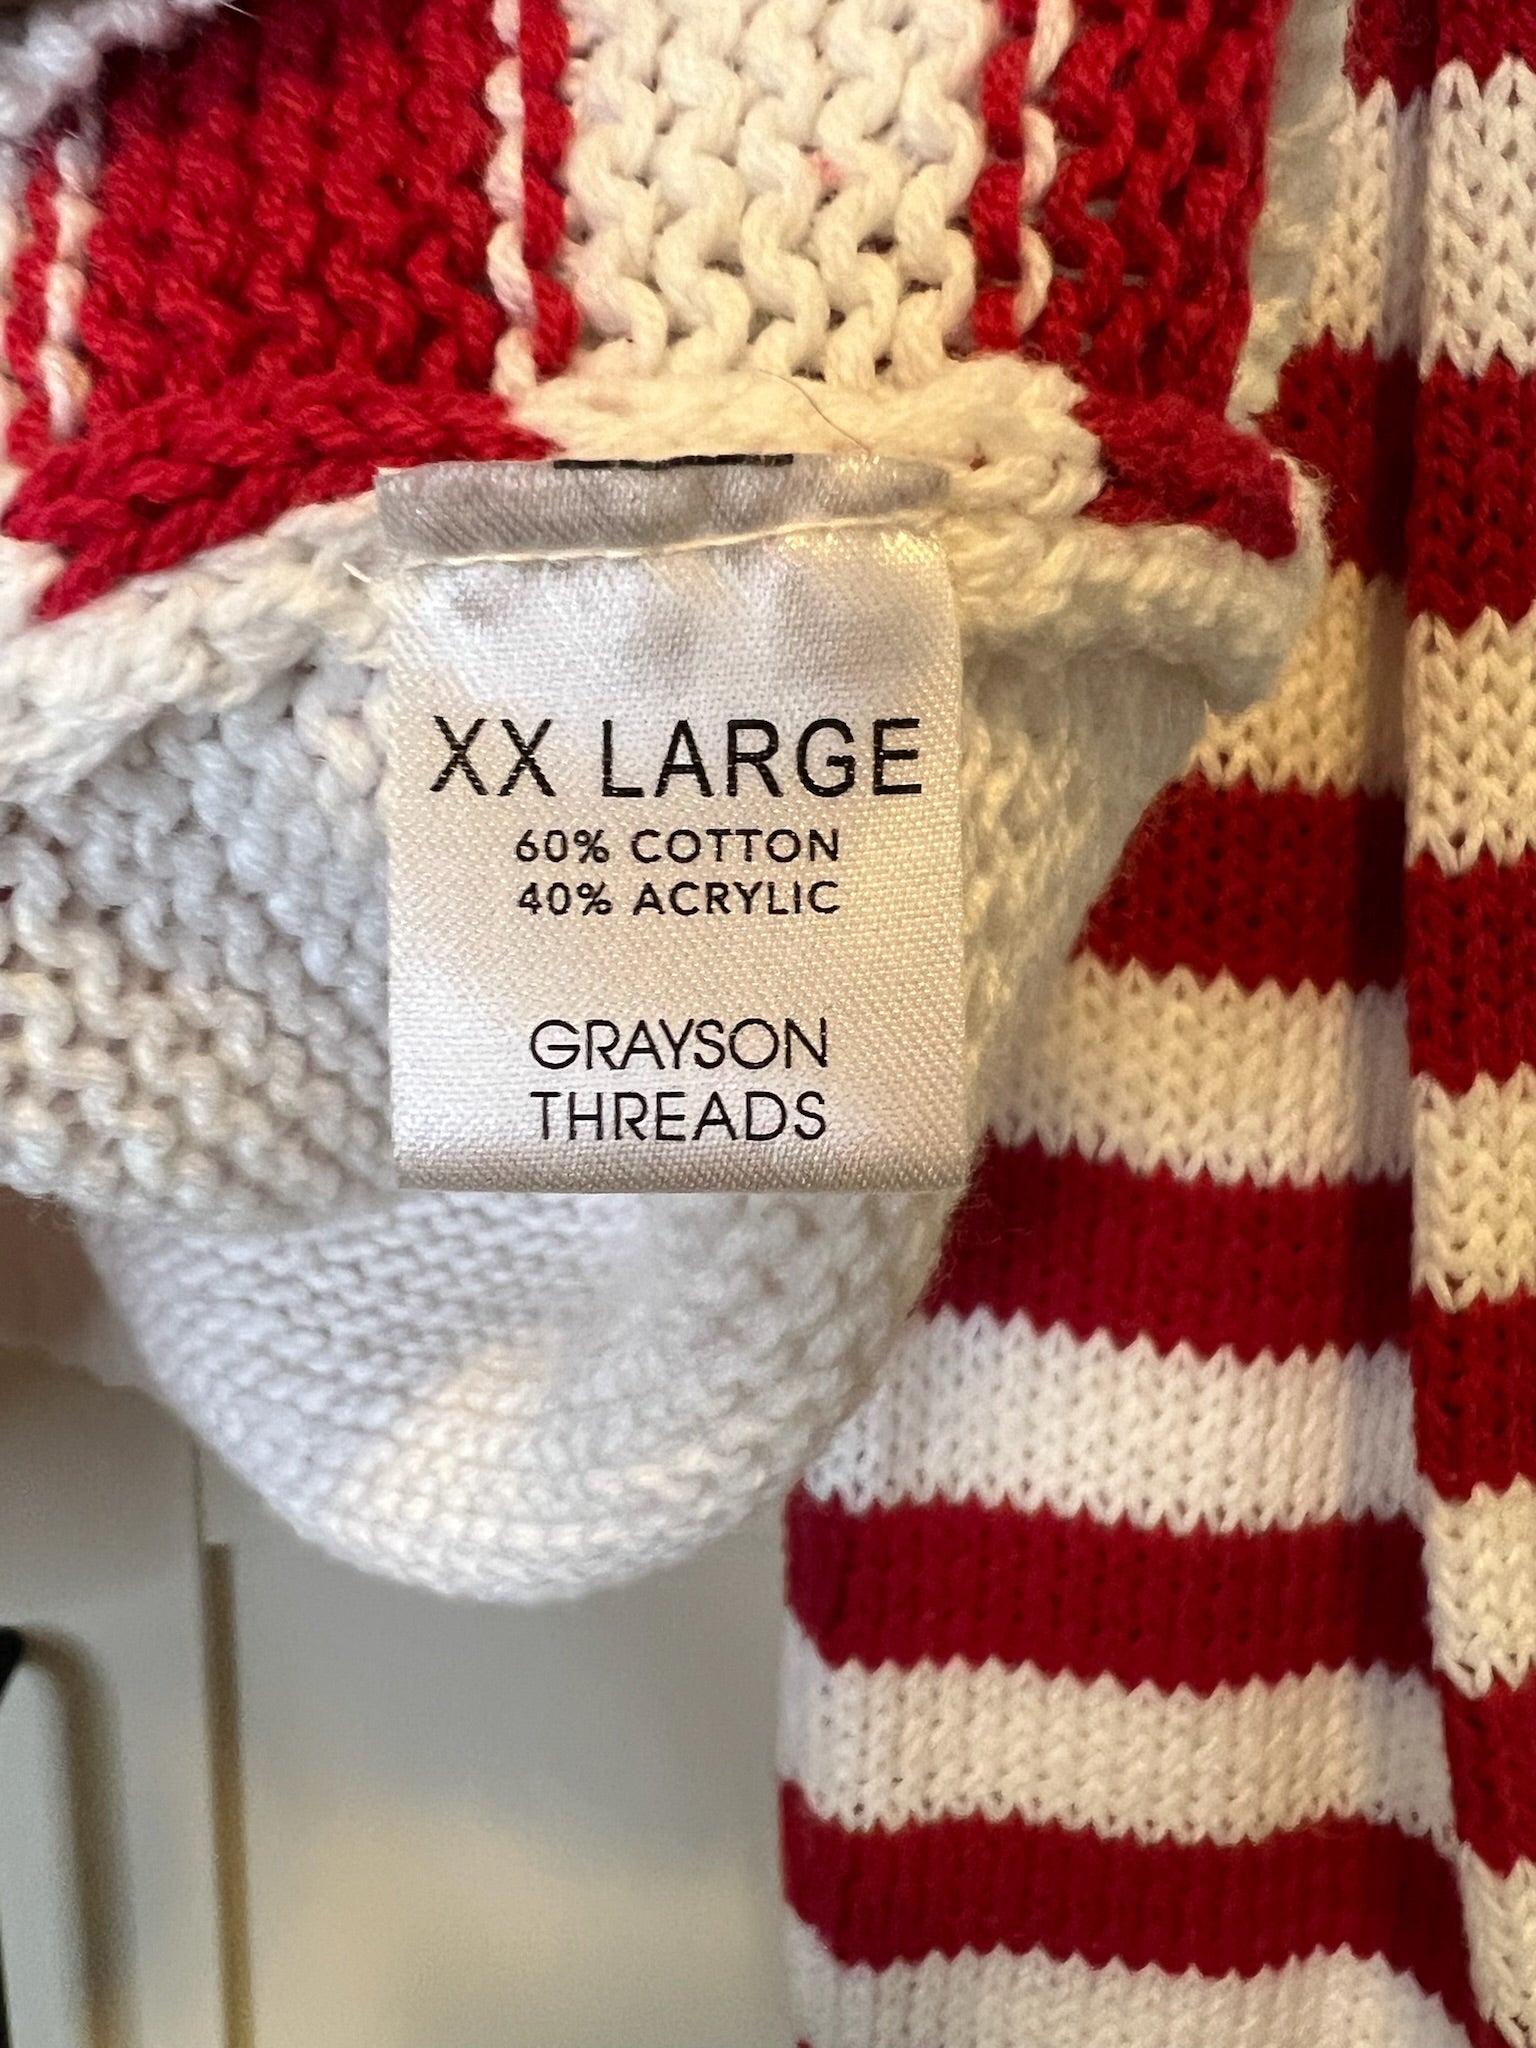 XX LARGE
60% COTTON
40% ACRYLIC
GRAYSON
THREADS